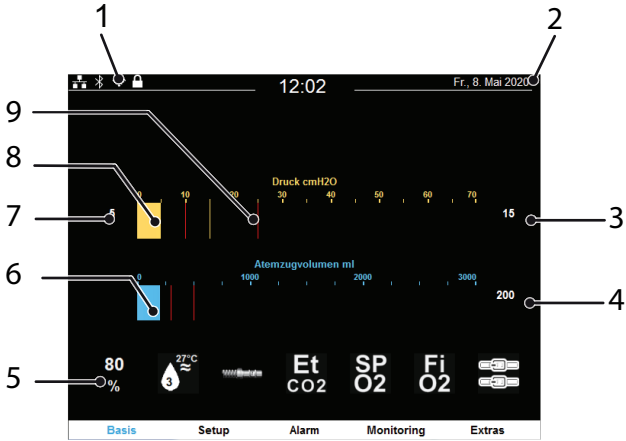 1
2
12:02
Fr., 8. Mai 2020
9
8
Druck cmH2O
0 10 20 30 40 50 60 70
7
5
15
3
6
Atemzugvolumen ml
0 1000 2000 3000
200
4
5
80
%
27°C
3
Et
CO2
SP
O2
Fi
O2
Basis Setup Alarm Monitoring Extras